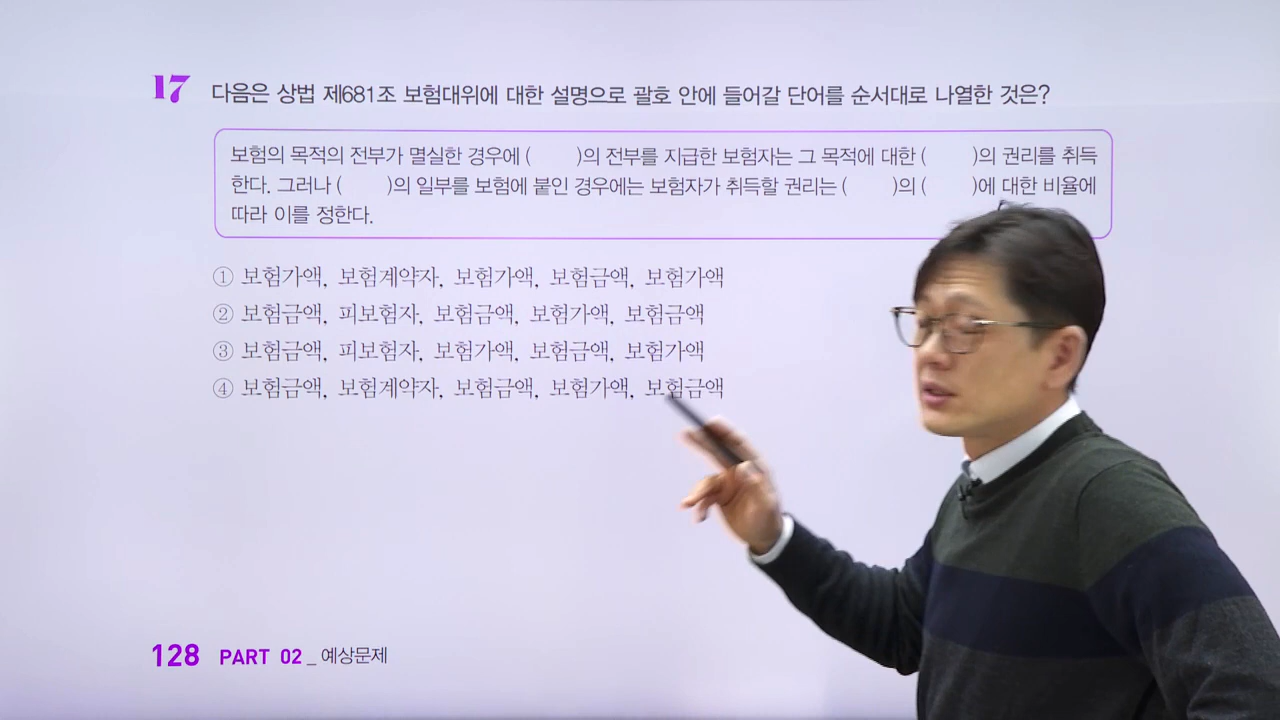 17 다음은 상법 제681조 보험대위에 대한 설명으로 괄호 안에 들어갈 단어를 순서대로 나열한 것은?
보험의 목적의 전부가 멸실한 경우에 ( )의 전부를 지급한 보험자는 그 목적에 대한 ( )의 권리를 취득
한다. 그러나 ( )의 일부를 보험에 붙인 경우에는 보험자가 취득할 권리는 ( )의 ( )에 대한 비율에
따라 이를 정한다.
① 보험가액, 보험계약자, 보험가액, 보험금액, 보험가액
② 보험금액, 피보험자, 보험금액, 보험가액, 보험금액
③ 보험금액, 피보험자, 보험가액, 보험금액, 보험가액
④ 보험금액, 보험계약자, 보험금액, 보험가액, 보험금액
128 PART 02 _ 예상문제